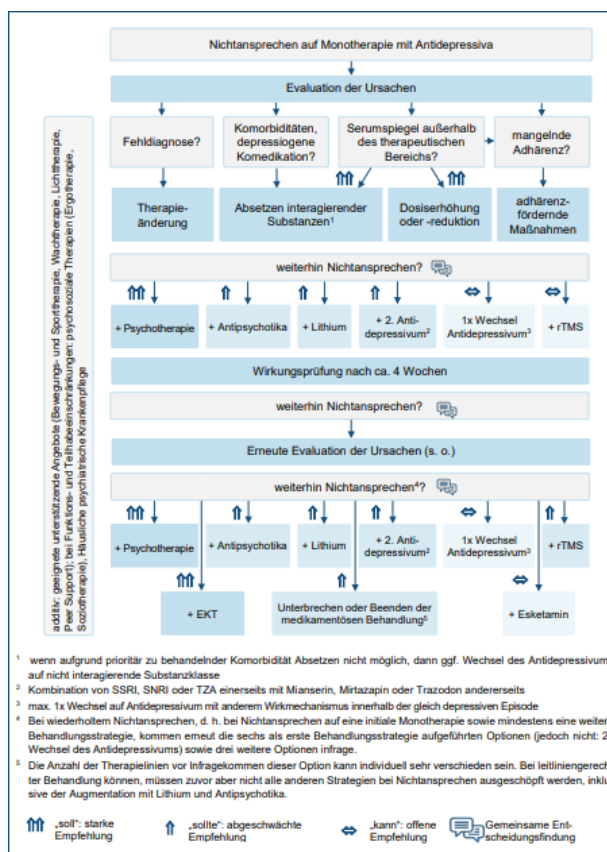 Nichtansprechen auf Monotherapie mit Antidepressiva
Evaluation der Ursachen
Fehldiagnose?
Komorbiditäten,
depressiogene
Komedikation?
Serumspiegel außerhalb
des therapeutischen
Bereichs?
mangelnde
Adhärenz?
Therapie-
änderung
Absetzen interagierender
Substanzen¹
Dosiserhöhung
oder -reduktion
adhärenz-
fördernde
Maßnahmen
weiterhin Nichtansprechen?
+ Psychotherapie
+ Antipsychotika
+ Lithium
+ 2. Anti-
depressivum²
1x Wechsel
Antidepressivum³
+ rTMS
Wirkungsprüfung nach ca. 4 Wochen
weiterhin Nichtansprechen?
Erneute Evaluation der Ursachen (s. o.)
weiterhin Nichtansprechen⁴?
+ Psychotherapie
+ Antipsychotika
+ Lithium
+ 2. Anti-
depressivum²
1x Wechsel
Antidepressivum³
+ rTMS
+ EKT
Unterbrechen oder Beenden der
medikamentösen Behandlung⁵
+ Esketamin
additiv: geeignete unterstützende Angebote (Bewegungs- und Sporttherapie, Wachtherapie, Lichttherapie,
Peer Support); bei Funktions- und Teilhabeeinschränkungen: psychosoziale Therapien (Ergotherapie,
Soziotherapie), Häusliche psychiatrische Krankenpflege
¹ wenn aufgrund prioritär zu behandelnder Komorbidität Absetzen nicht möglich, dann ggf. Wechsel des Antidepressivum
auf nicht interagierende Substanzklasse
² Kombination von SSRI, SNRI oder TZA einerseits mit Mianserin, Mirtazapin oder Trazodon andererseits
³ max. 1x Wechsel auf Antidepressivum mit anderem Wirkmechanismus innerhalb der gleich depressiven Episode
⁴ Bei wiederholtem Nichtansprechen, d. h. bei Nichtansprechen auf eine initiale Monotherapie sowie mindestens eine weiter
Behandlungsstrategie, kommen erneut die sechs als erste Behandlungsstrategie aufgeführten Optionen (jedoch nicht: 2
Wechsel des Antidepressivums) sowie drei weitere Optionen infrage.
⁵ Die Anzahl der Therapielinien vor Infragekommen dieser Option kann individuell sehr verschieden sein. Bei leitliniengerech
ter Behandlung können, müssen zuvor aber nicht alle anderen Strategien bei Nichtansprechen ausgeschöpft werden, inklu
sive der Augmentation mit Lithium und Antipsychotika.
„soll": starke
Empfehlung
„sollte": abgeschwächte
Empfehlung
„kann": offene
Empfehlung
Gemeinsame Ent-
scheidungsfindung